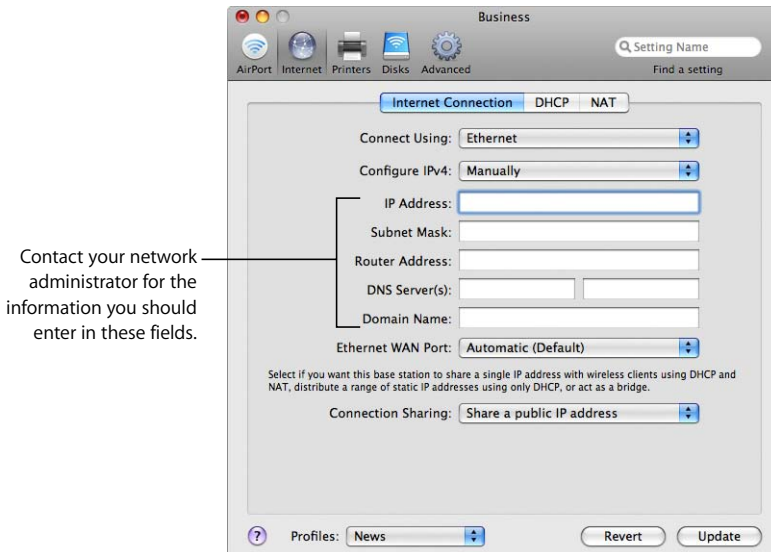 Business
Setting Name
AirPort Internet Printers Disks Advanced Find a setting
Internet Connection DHCP NAT
Connect Using: Ethernet
Configure IPv4: Manually
IP Address:
Subnet Mask:
Router Address:
DNS Server(s):
Domain Name:
Ethernet WAN Port: Automatic (Default)
Select if you want this base station to share a single IP address with wireless clients using DHCP and
NAT, distribute a range of static IP addresses using only DHCP, or act as a bridge.
Connection Sharing: Share a public IP address
? Profiles: News Revert Update
Contact your network
administrator for the
information you should
enter in these fields.